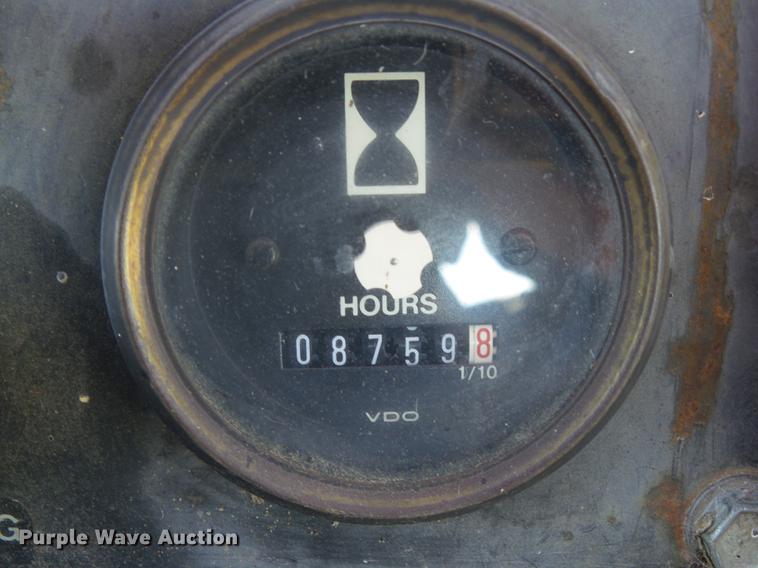 HOURS
087598
1/10
VDO
G
Purple Wave Auction